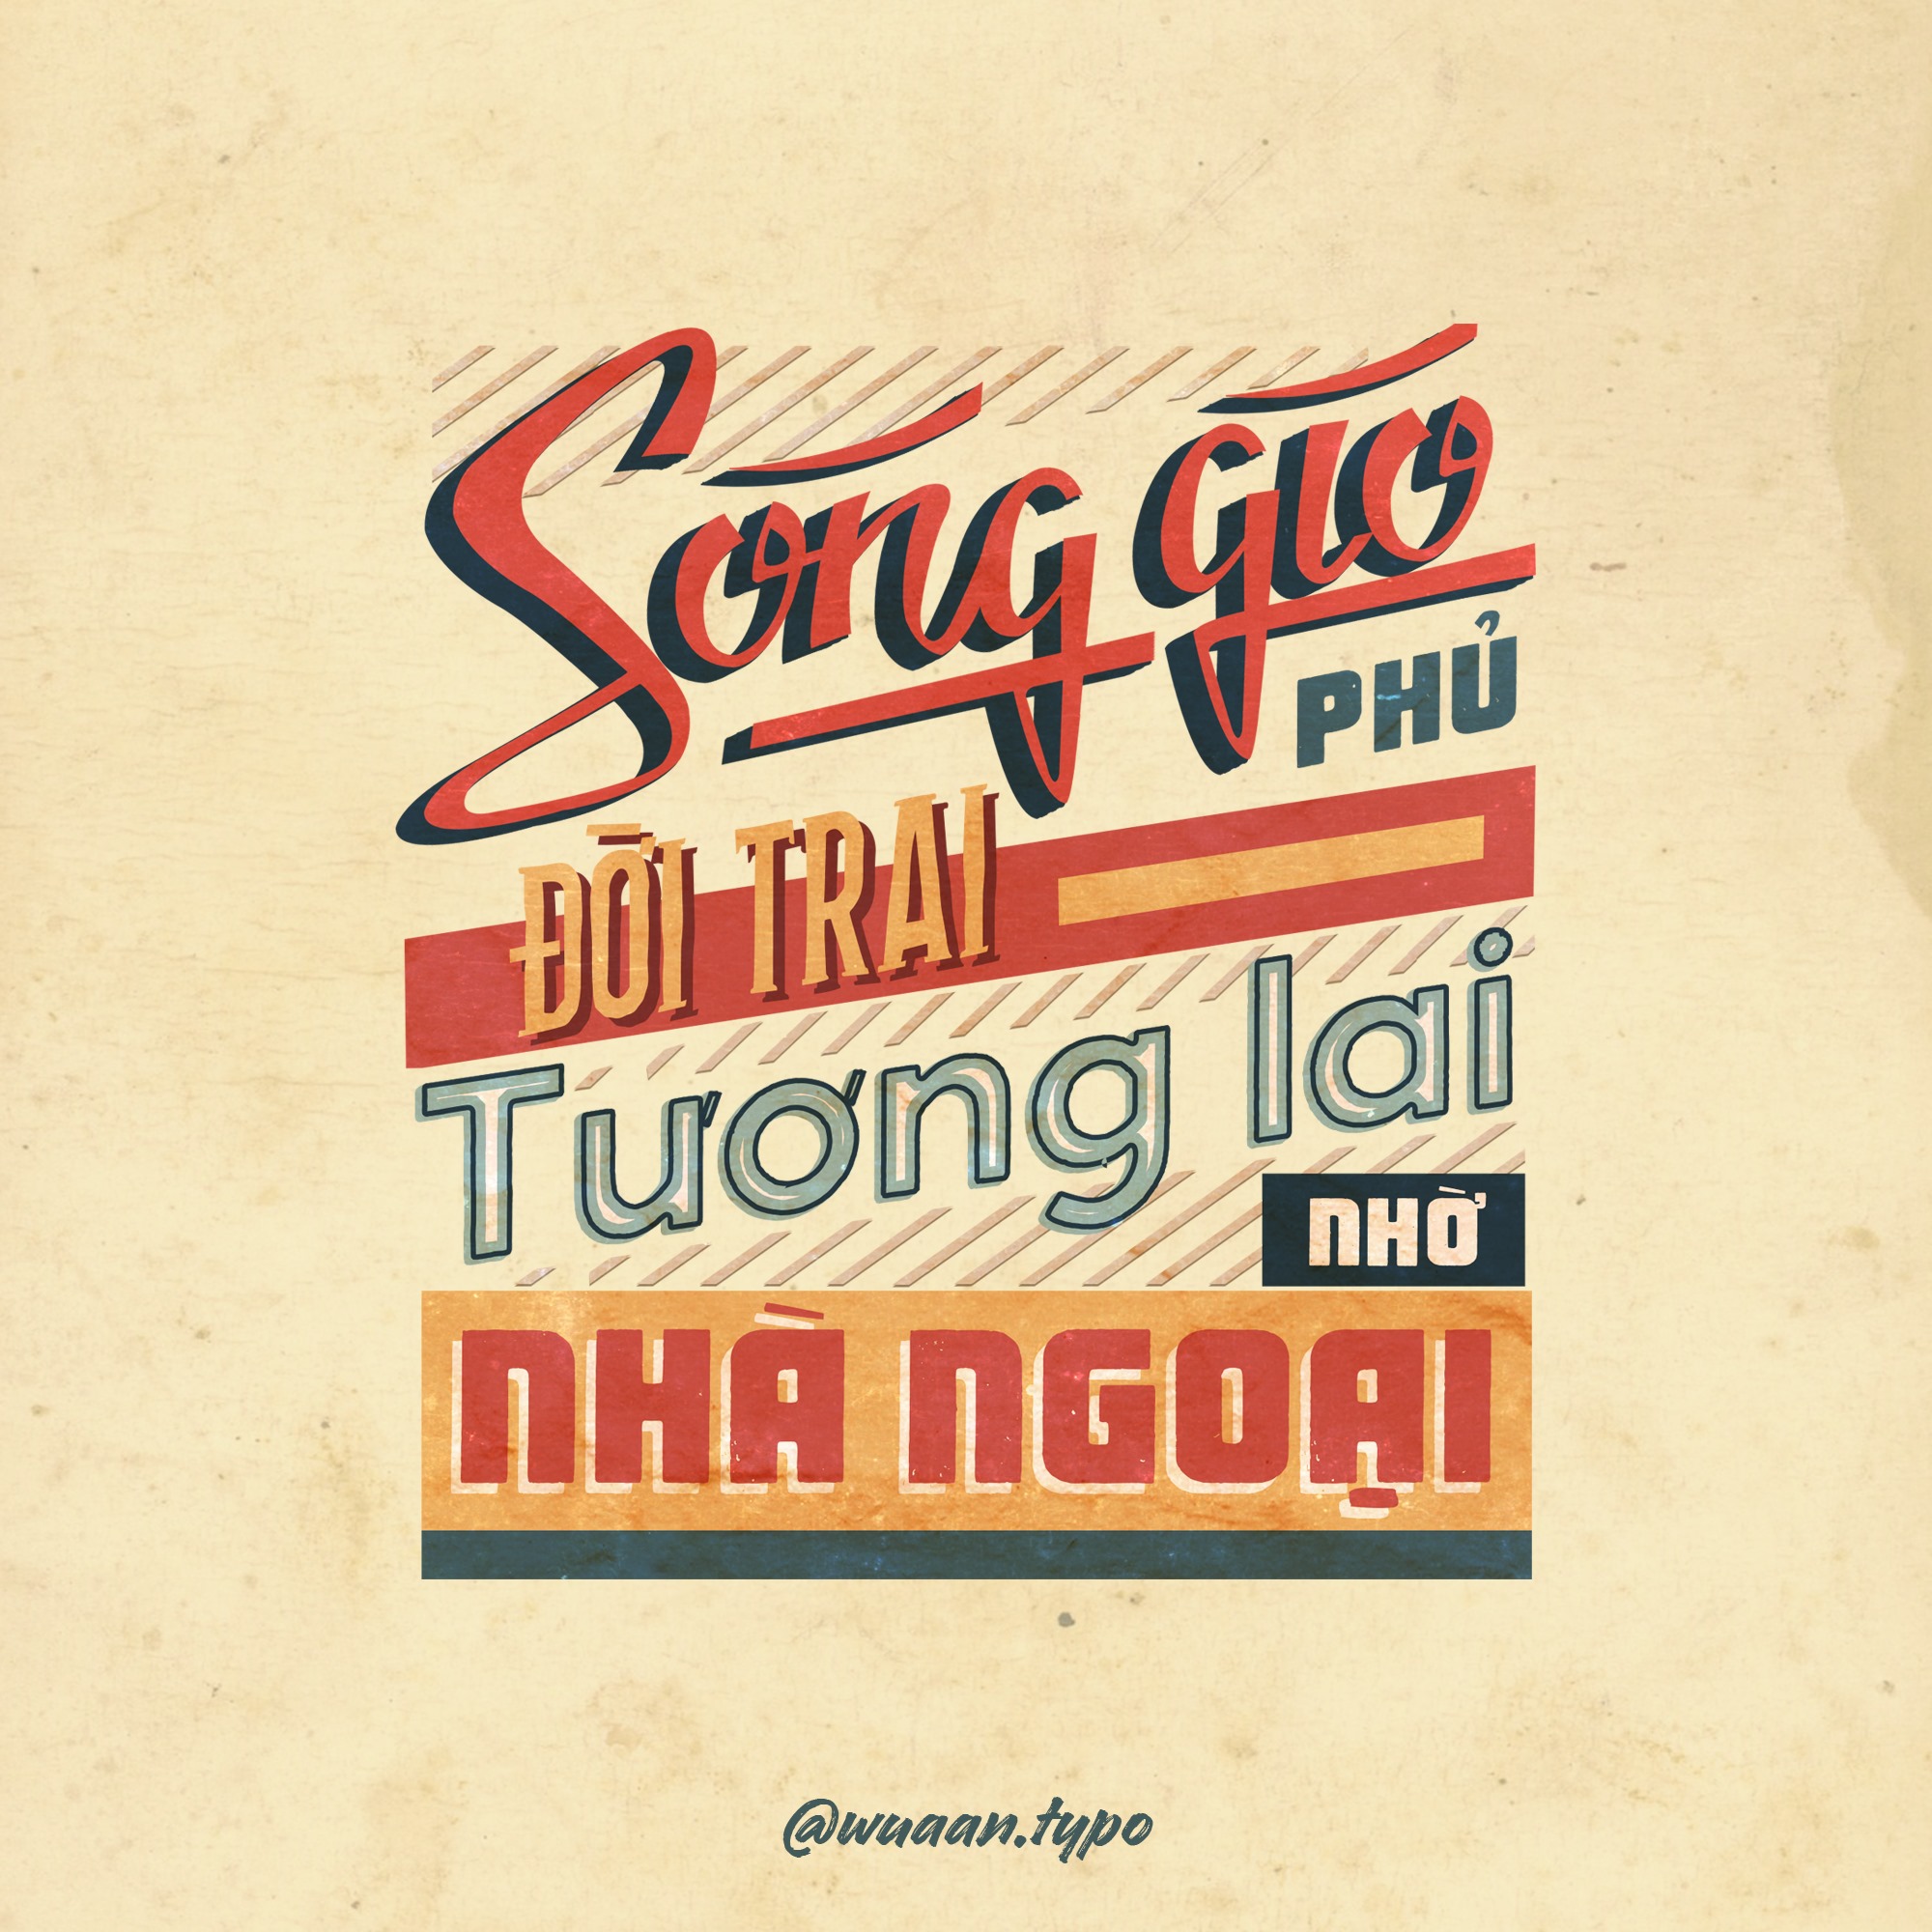 Sóng gió
PHỦ
ĐỜI TRAI
Tương lai
NHỜ
NHÀ NGOẠI
@wuaan.typo